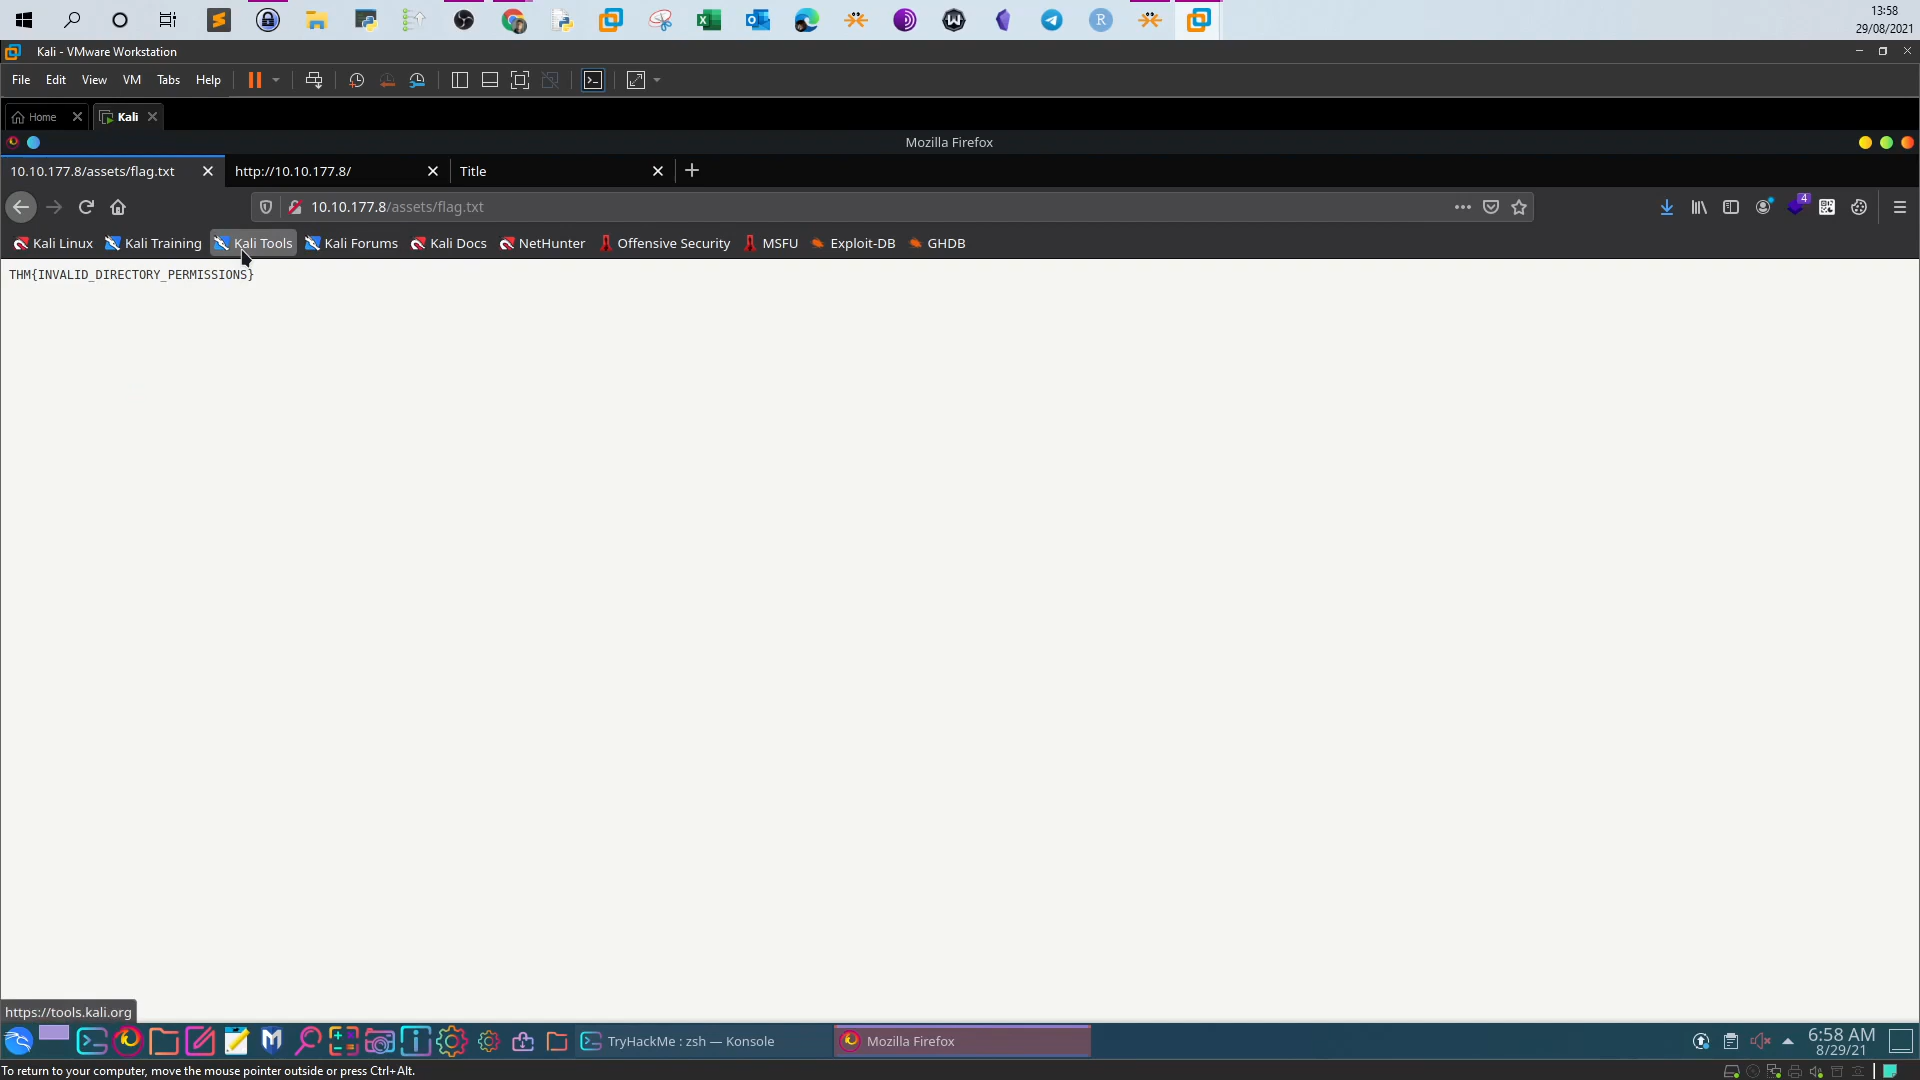 13:58
29/08/2021
Kali - VMware Workstation
File Edit View VM Tabs Help
Home Kali
Mozilla Firefox
10.10.177.8/assets/flag.txt http://10.10.177.8/ Title
10.10.177.8/assets/flag.txt
4
Kali Linux Kali Training Kali Tools Kali Forums Kali Docs NetHunter Offensive Security MSFU Exploit-DB GHDB
THM{INVALID_DIRECTORY_PERMISSIONS}
https://tools.kali.org
TryHackMe : zsh — Konsole Mozilla Firefox
6:58 AM
8/29/21
To return to your computer, move the mouse pointer outside or press Ctrl+Alt.